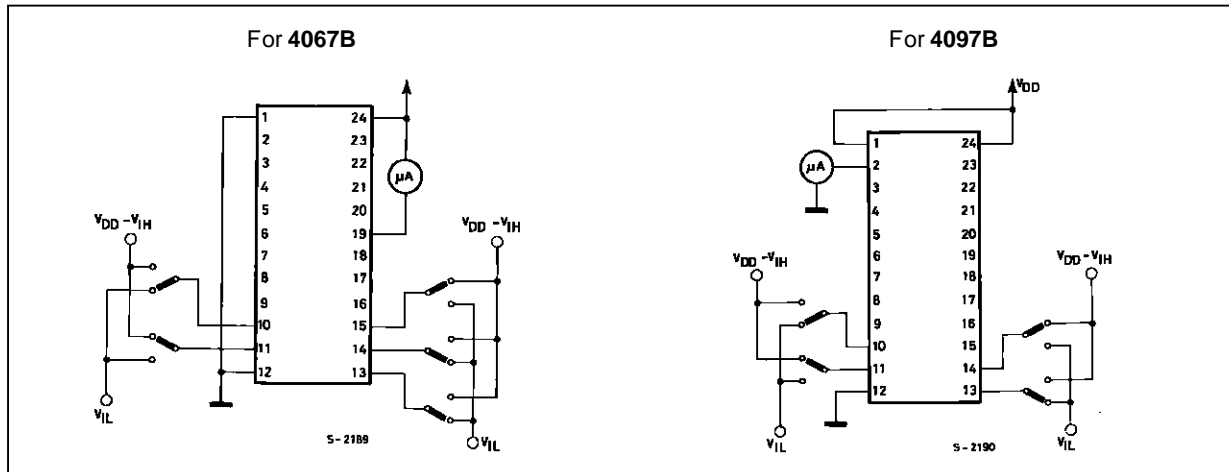 For 4067B
1 24
2 23
3 22
4 21
5 20
6 19
7 18
8 17
9 16
10 15
11 14
12 13
µA
VDD -VIH
VIL
VDD -VIH
VIL
S-2189
For 4097B
VDD
1 24
2 23
3 22
4 21
5 20
6 19
7 18
8 17
9 16
10 15
11 14
12 13
µA
VDD -VIH
VIL
VDD -VIH
VIL
S-2190